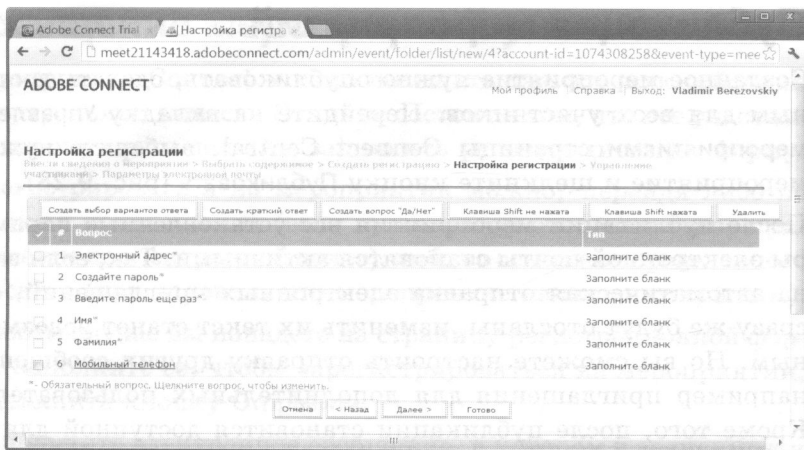 Adobe Connect Trial
Настройка регистра
meet21143418.adobeconnect.com/admin/event/folder/list/new/4?account-id=1074308258&event-type=mee
ADOBE CONNECT
Мой профиль Справка Выход: Vladimir Berezovskiy
Настройка регистрации
Ввести сведения о мероприятии > Выбрать содержимое > Создать регистрацию > Настройка регистрации > Управление
участниками > Параметры электронной почты
Создать выбор вариантов ответа Создать краткий ответ Создать вопрос "Да/Нет" Клавиша Shift не нажата Клавиша Shift нажата Удалить
# Вопрос Тип
1 Электронный адрес* Заполните бланк
2 Создайте пароль* Заполните бланк
3 Введите пароль еще раз* Заполните бланк
4 Имя* Заполните бланк
5 Фамилия* Заполните бланк
6 Мобильный телефон Заполните бланк
*- Обязательный вопрос. Щелкните вопрос, чтобы изменить.
Отмена < Назад Далее > Готово